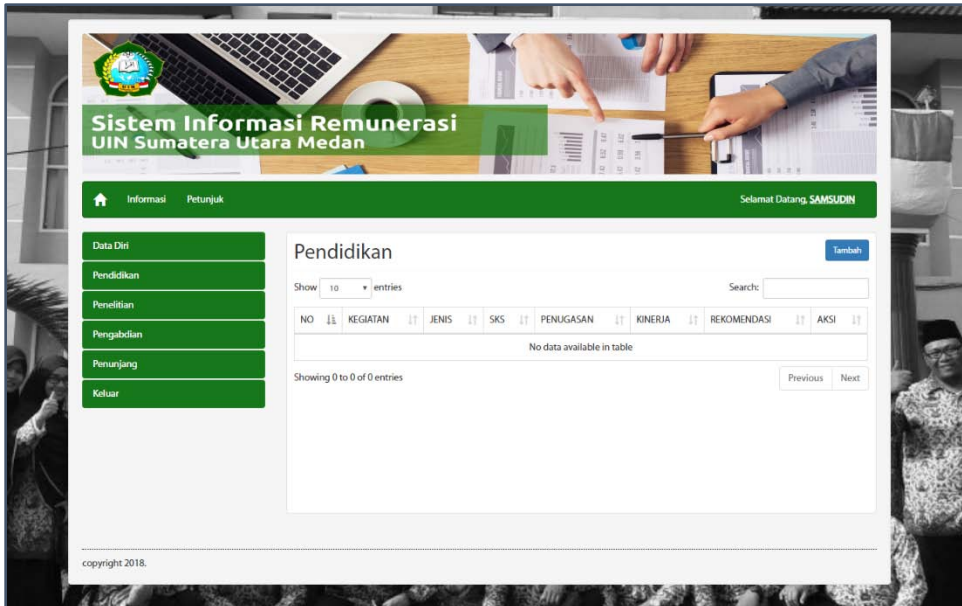 Sistem Informasi Remunerasi
UIN Sumatera Utara Medan
Informasi Petunjuk Selamat Datang, SAMSUDIN
Data Diri
Pendidikan
Penelitian
Pengabdian
Penunjang
Keluar
Pendidikan Tambah
Show 10 entries Search:
NO KEGIATAN JENIS SKS PENUGASAN KINERJA REKOMENDASI AKSI
No data available in table
Showing 0 to 0 of 0 entries Previous Next
copyright 2018.